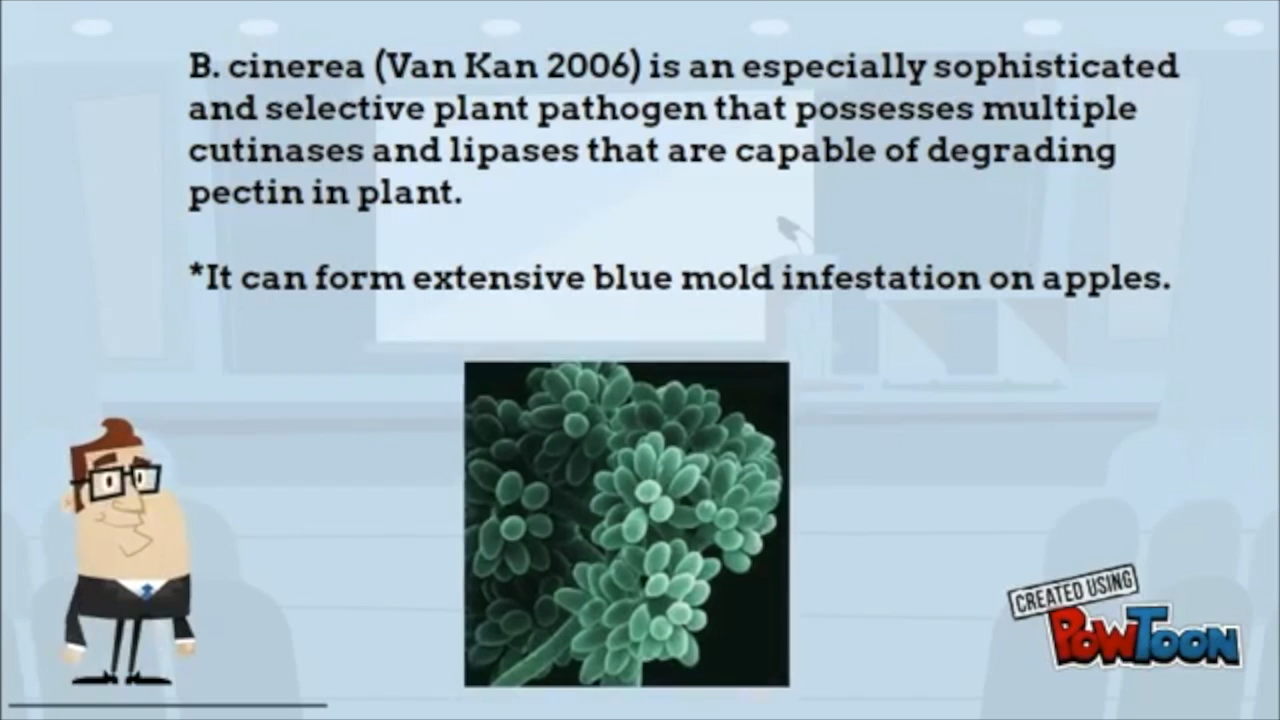 B. cinerea (Van Kan 2006) is an especially sophisticated
and selective plant pathogen that possesses multiple
cutinases and lipases that are capable of degrading
pectin in plant.
*It can form extensive blue mold infestation on apples.
CREATED USING
POWTOON